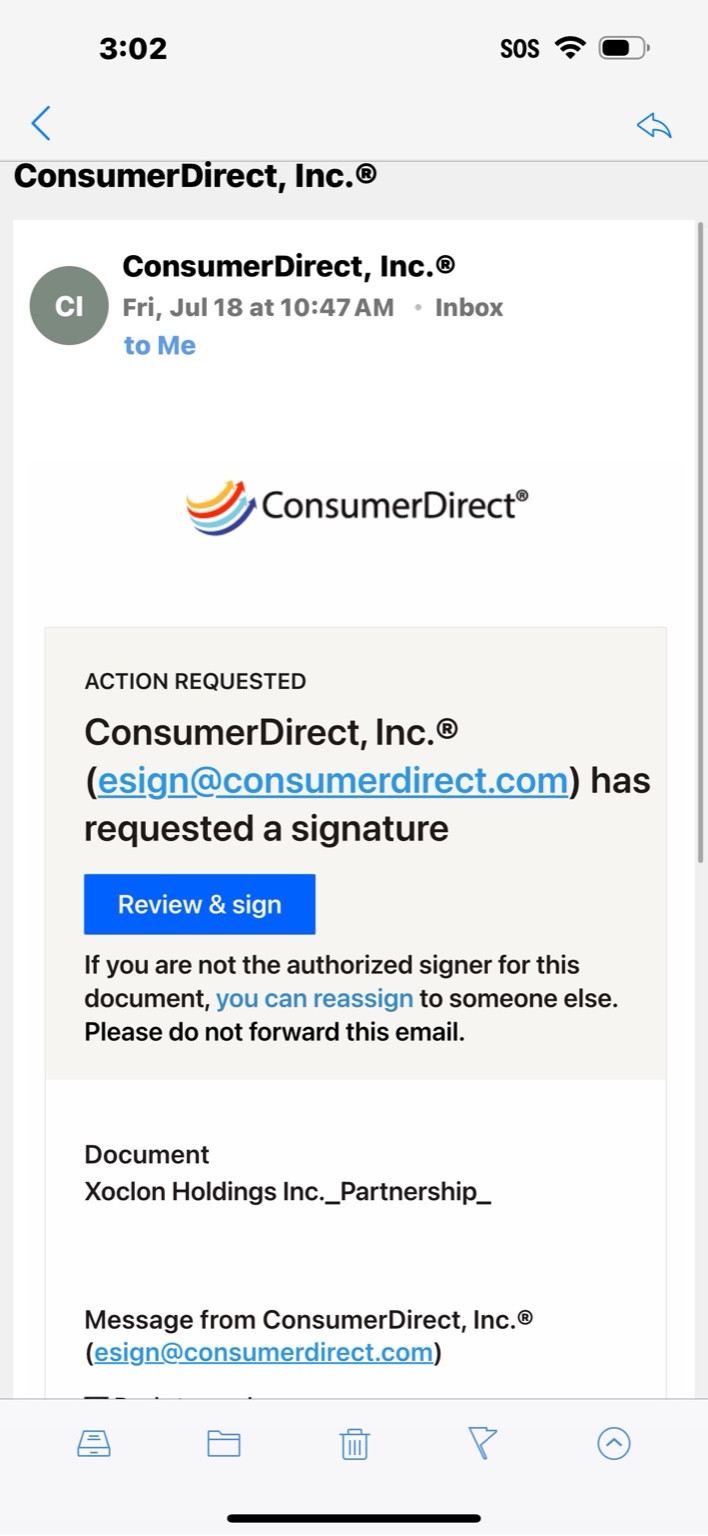 3:02
SOS
ConsumerDirect, Inc.®
ConsumerDirect, Inc.®
CI
Fri, Jul 18 at 10:47 AM • Inbox
to Me
ConsumerDirect®
ACTION REQUESTED
ConsumerDirect, Inc.®
(esign@consumerdirect.com) has
requested a signature
Review & sign
If you are not the authorized signer for this
document, you can reassign to someone else.
Please do not forward this email.
Document
Xoclon Holdings Inc._Partnership_
Message from ConsumerDirect, Inc.®
(esign@consumerdirect.com)